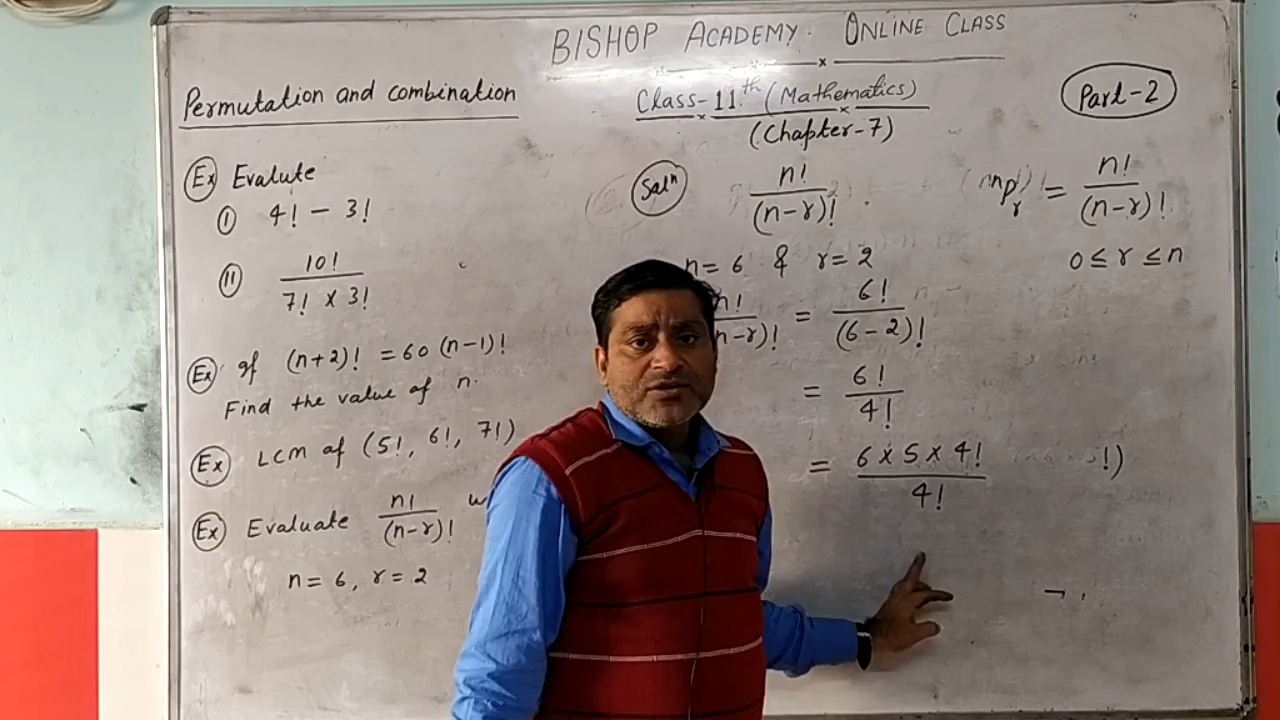 BISHOP ACADEMY. ONLINE CLASS
Permutation and combination
Class-11th (Mathematics)
(Chapter-7)
Part-2
Ex Evalute
(I) 4! - 3!
(II) 10! / 7! × 3!
Ex If (n+2)! = 60 (n-1)!
Find the value of n.
Ex LCM of (5!, 6!, 7!)
Ex Evaluate n! / (n-r)!
n = 6, r = 2
Solⁿ n! / (n-r)!
n = 6 & r = 2
n! / n-r)! = 6! / (6-2)!
= 6! / 4!
= 6 × 5 × 4! / 4!
ⁿPᵣ = n! / (n-r)!
0 ≤ r ≤ n
!)